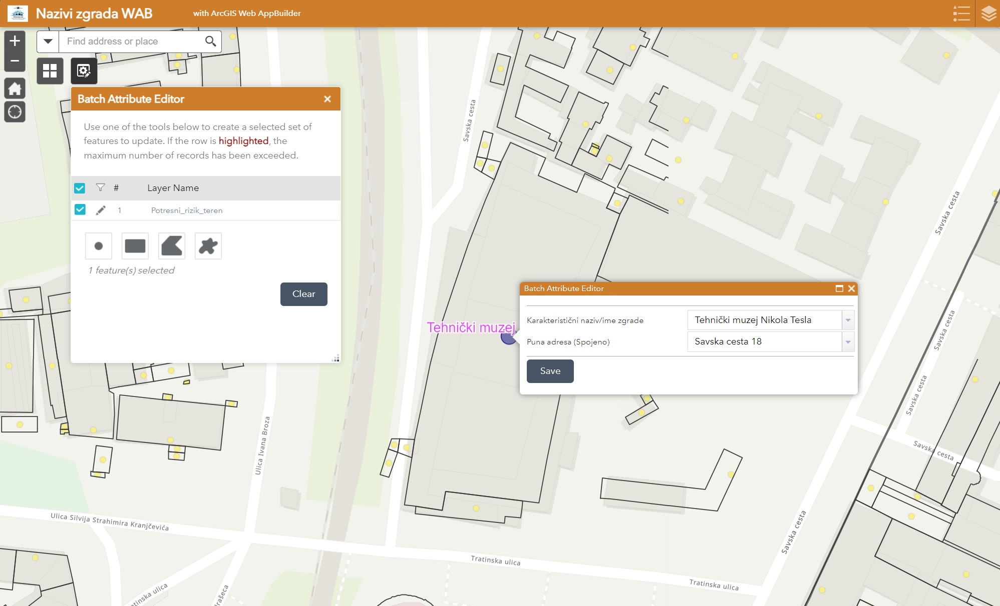 Nazivi zgrada WAB
with ArcGIS Web AppBuilder
Find address or place
Batch Attribute Editor
Use one of the tools below to create a selected set of
features to update. If the row is highlighted, the
maximum number of records has been exceeded.
# Layer Name
1 Potresni_rizik_teren
1 feature(s) selected
Clear
Savska cesta
Savska cesta
Savska cesta
Savska cesta
Savska cesta
Savska cesta
Tehnički muzej
Batch Attribute Editor
Karakteristični naziv/ime zgrade
Tehnički muzej Nikola Tesla
Puna adresa (Spojeno)
Savska cesta 18
Save
Ulica Ivana Broza
Ulica Silvija Strahimira Kranjčevića
Tratinska ulica
Tratinska ulica
atinska ulica
rašeca